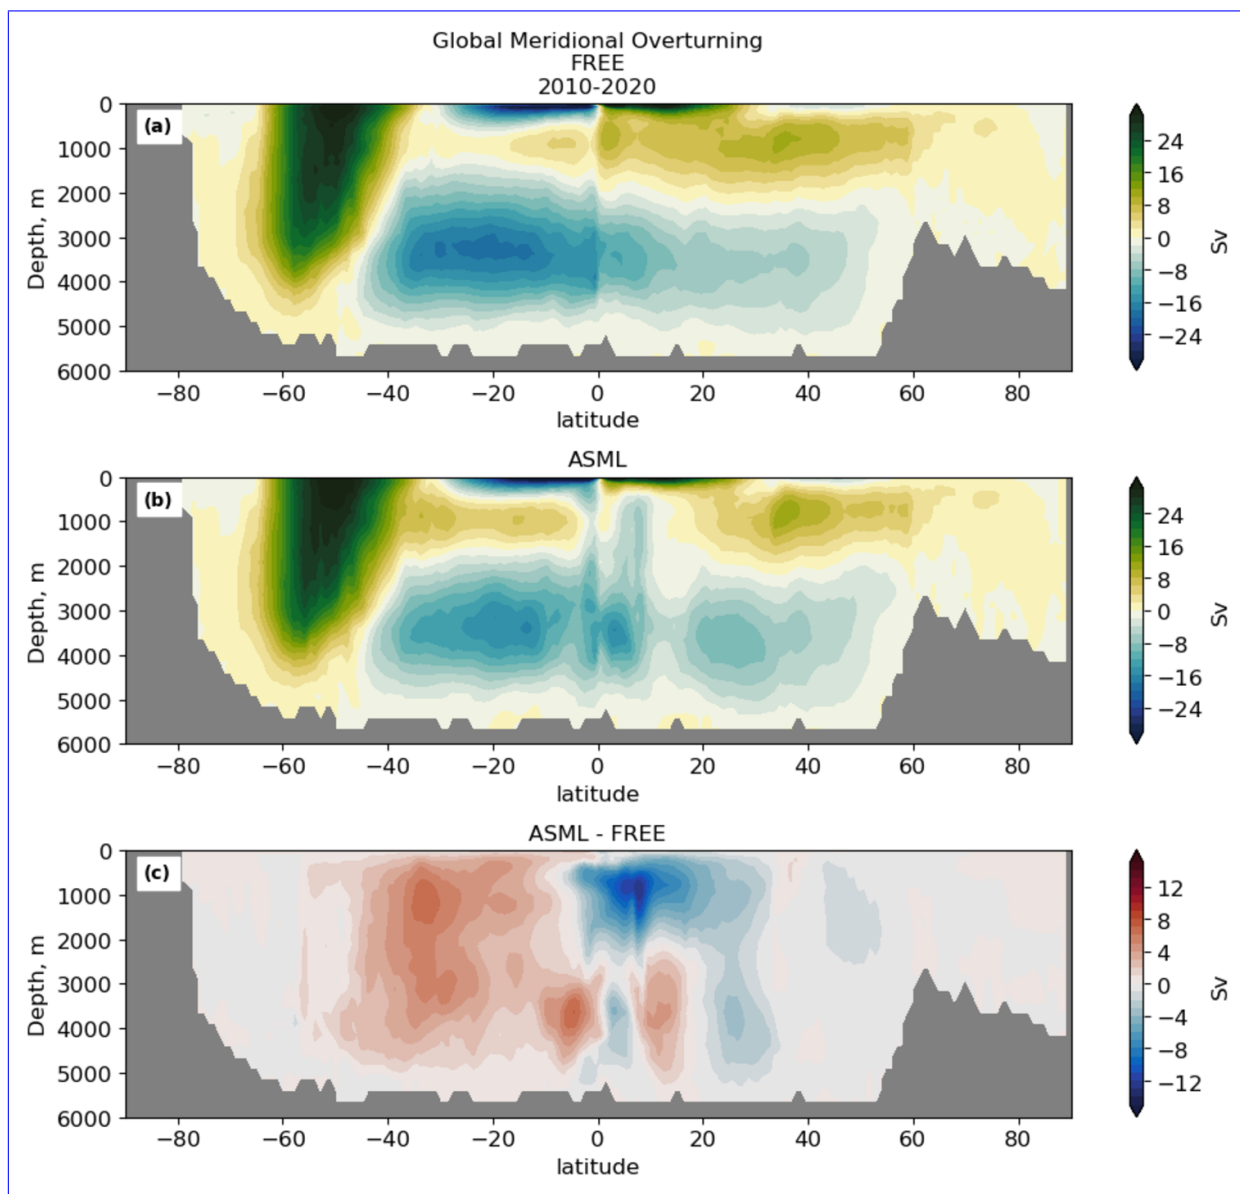 Global Meridional Overturning
FREE
2010-2020
(a)
0
1000
2000
3000
4000
5000
6000
Depth, m
−80 −60 −40 −20 0 20 40 60 80
latitude
24
16
8
0
−8
−16
−24
Sv
ASML
(b)
0
1000
2000
3000
4000
5000
6000
Depth, m
−80 −60 −40 −20 0 20 40 60 80
latitude
24
16
8
0
−8
−16
−24
Sv
ASML - FREE
(c)
0
1000
2000
3000
4000
5000
6000
Depth, m
−80 −60 −40 −20 0 20 40 60 80
latitude
12
8
4
0
−4
−8
−12
Sv